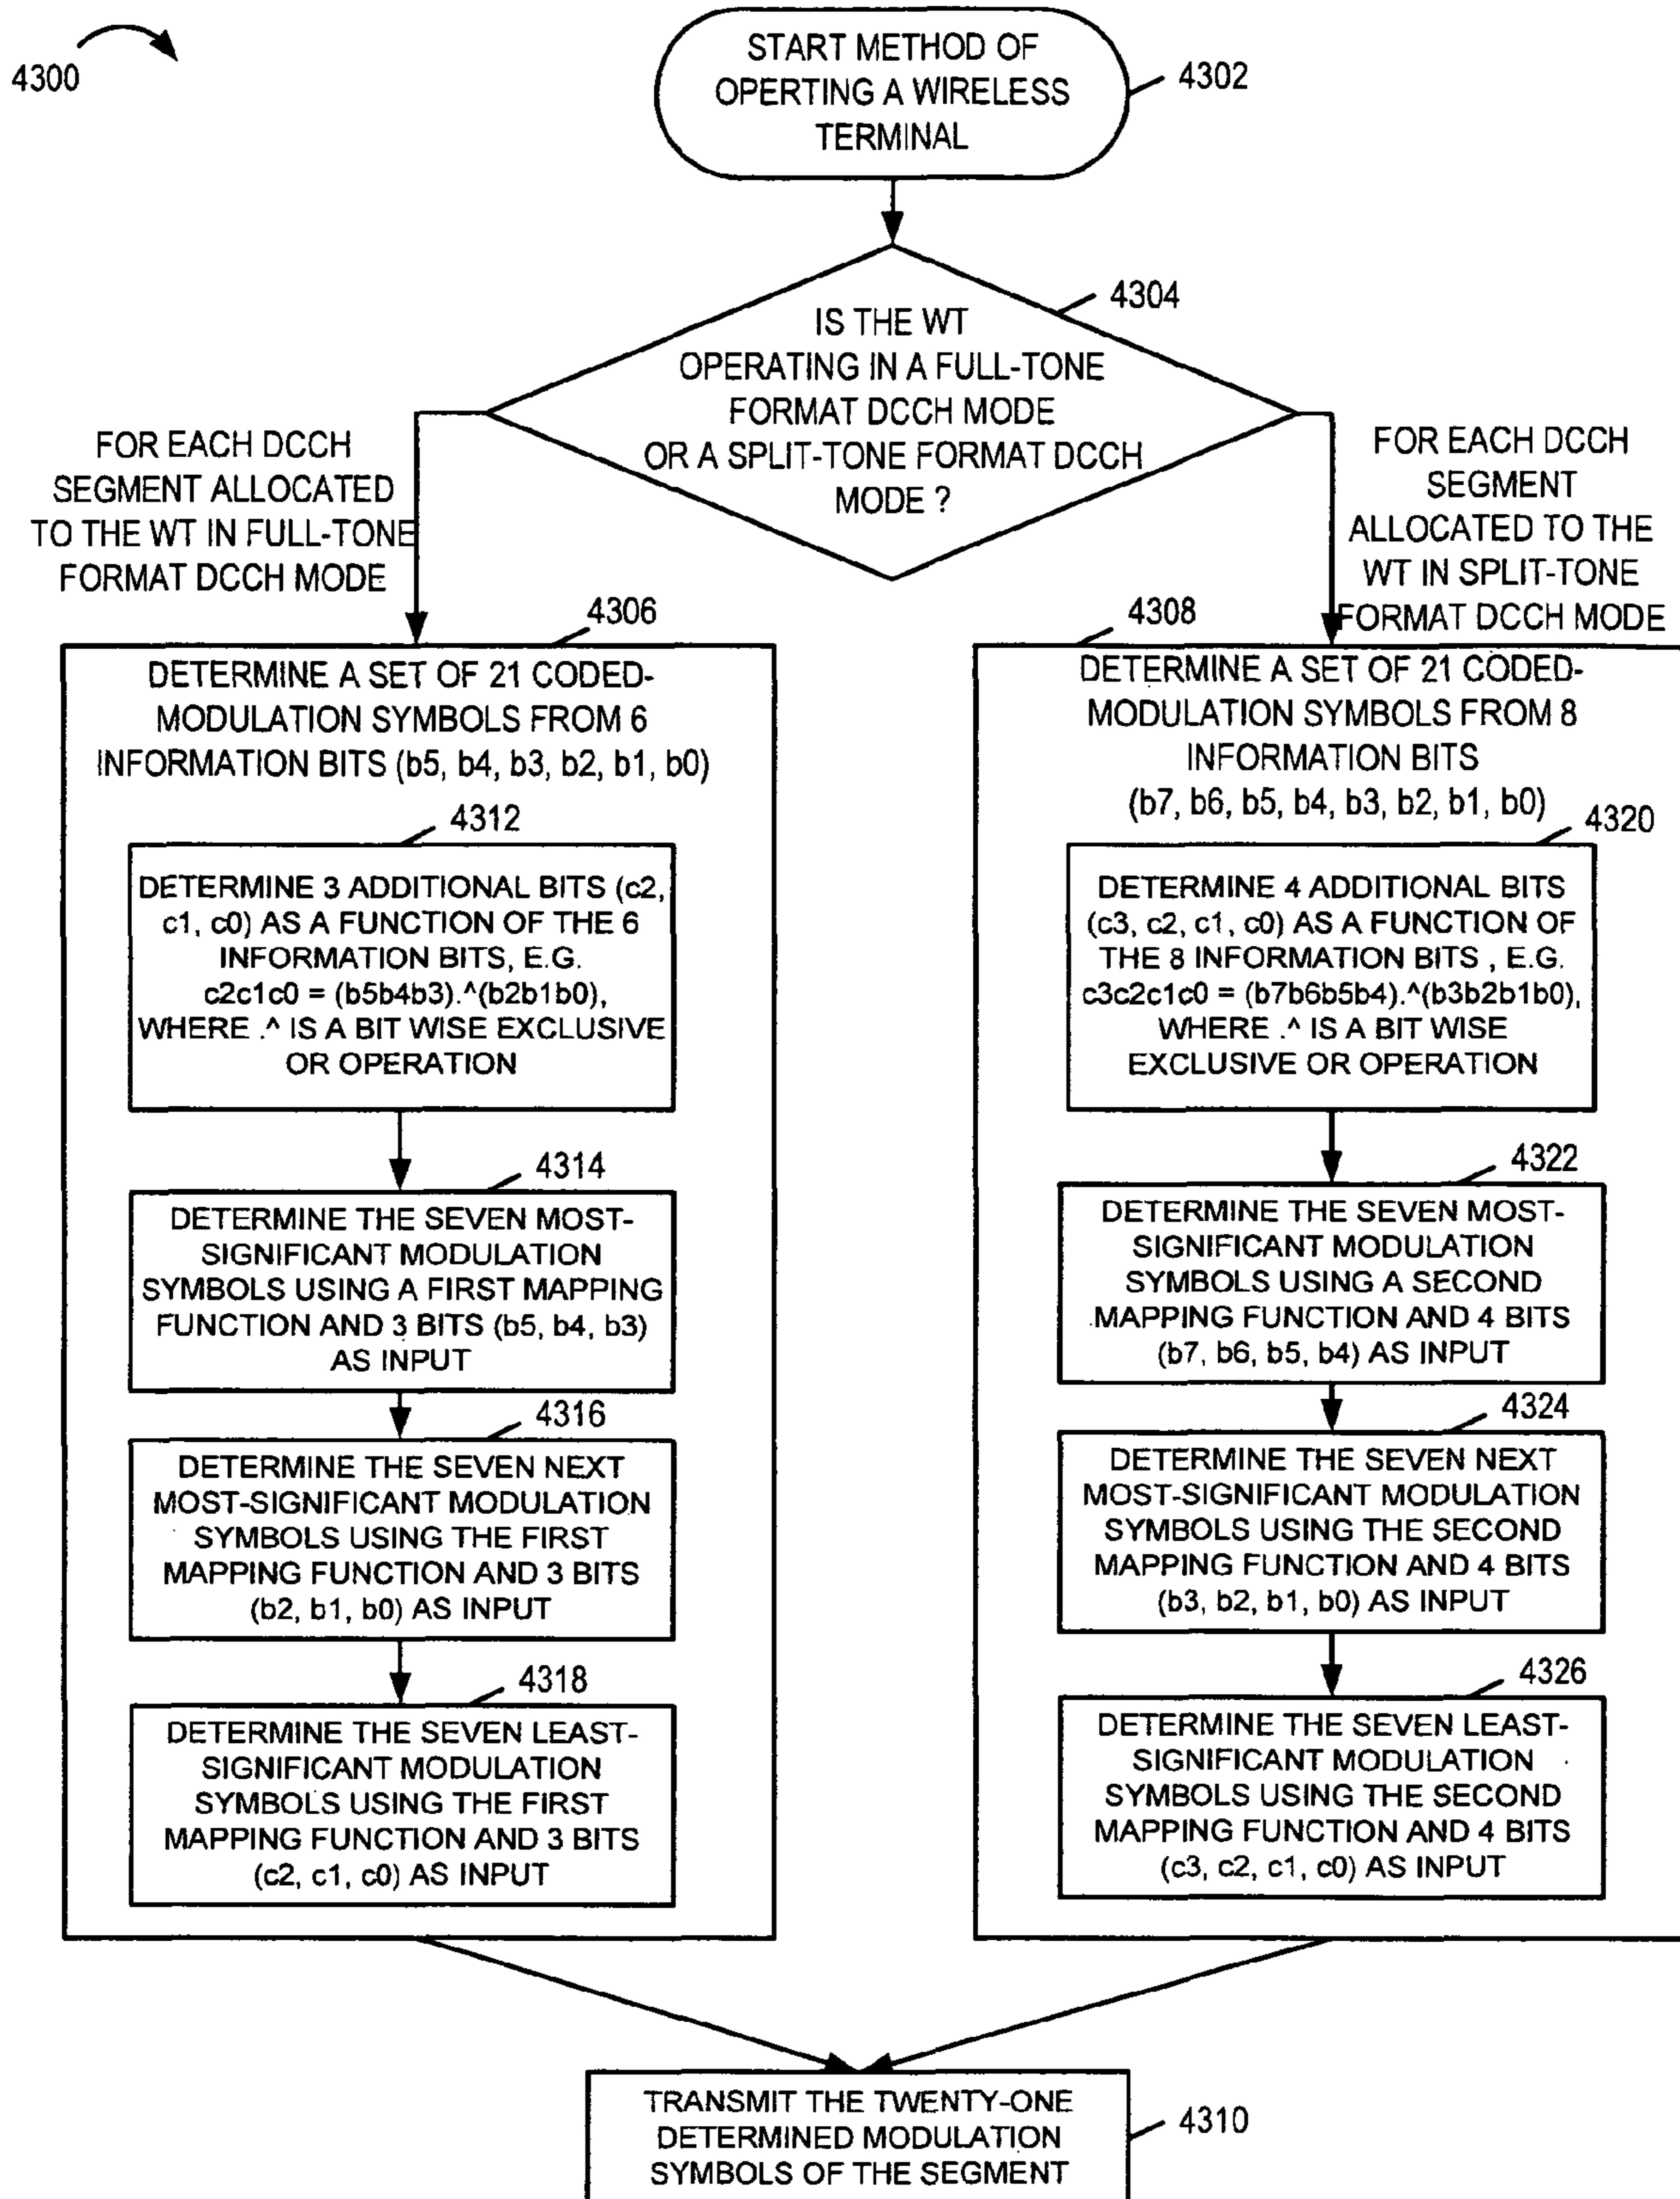 4300
START METHOD OF
OPERTING A WIRELESS
TERMINAL
4302
4304
IS THE WT
OPERATING IN A FULL-TONE
FORMAT DCCH MODE
OR A SPLIT-TONE FORMAT DCCH
MODE ?
FOR EACH DCCH
SEGMENT ALLOCATED
TO THE WT IN FULL-TONE
FORMAT DCCH MODE
FOR EACH DCCH
SEGMENT
ALLOCATED TO THE
WT IN SPLIT-TONE
FORMAT DCCH MODE
4306
DETERMINE A SET OF 21 CODED-
MODULATION SYMBOLS FROM 6
INFORMATION BITS (b5, b4, b3, b2, b1, b0)
4312
DETERMINE 3 ADDITIONAL BITS (c2,
c1, c0) AS A FUNCTION OF THE 6
INFORMATION BITS, E.G.
c2c1c0 = (b5b4b3).^(b2b1b0),
WHERE .^ IS A BIT WISE EXCLUSIVE
OR OPERATION
4314
DETERMINE THE SEVEN MOST-
SIGNIFICANT MODULATION
SYMBOLS USING A FIRST MAPPING
FUNCTION AND 3 BITS (b5, b4, b3)
AS INPUT
4316
DETERMINE THE SEVEN NEXT
MOST-SIGNIFICANT MODULATION
SYMBOLS USING THE FIRST
MAPPING FUNCTION AND 3 BITS
(b2, b1, b0) AS INPUT
4318
DETERMINE THE SEVEN LEAST-
SIGNIFICANT MODULATION
SYMBOLS USING THE FIRST
MAPPING FUNCTION AND 3 BITS
(c2, c1, c0) AS INPUT
4308
DETERMINE A SET OF 21 CODED-
MODULATION SYMBOLS FROM 8
INFORMATION BITS
(b7, b6, b5, b4, b3, b2, b1, b0)
4320
DETERMINE 4 ADDITIONAL BITS
(c3, c2, c1, c0) AS A FUNCTION OF
THE 8 INFORMATION BITS , E.G.
c3c2c1c0 = (b7b6b5b4).^(b3b2b1b0),
WHERE .^ IS A BIT WISE
EXCLUSIVE OR OPERATION
4322
DETERMINE THE SEVEN MOST-
SIGNIFICANT MODULATION
SYMBOLS USING A SECOND
MAPPING FUNCTION AND 4 BITS
(b7, b6, b5, b4) AS INPUT
4324
DETERMINE THE SEVEN NEXT
MOST-SIGNIFICANT MODULATION
SYMBOLS USING THE SECOND
MAPPING FUNCTION AND 4 BITS
(b3, b2, b1, b0) AS INPUT
4326
DETERMINE THE SEVEN LEAST-
SIGNIFICANT MODULATION
SYMBOLS USING THE SECOND
MAPPING FUNCTION AND 4 BITS
(c3, c2, c1, c0) AS INPUT
TRANSMIT THE TWENTY-ONE
DETERMINED MODULATION
SYMBOLS OF THE SEGMENT
4310